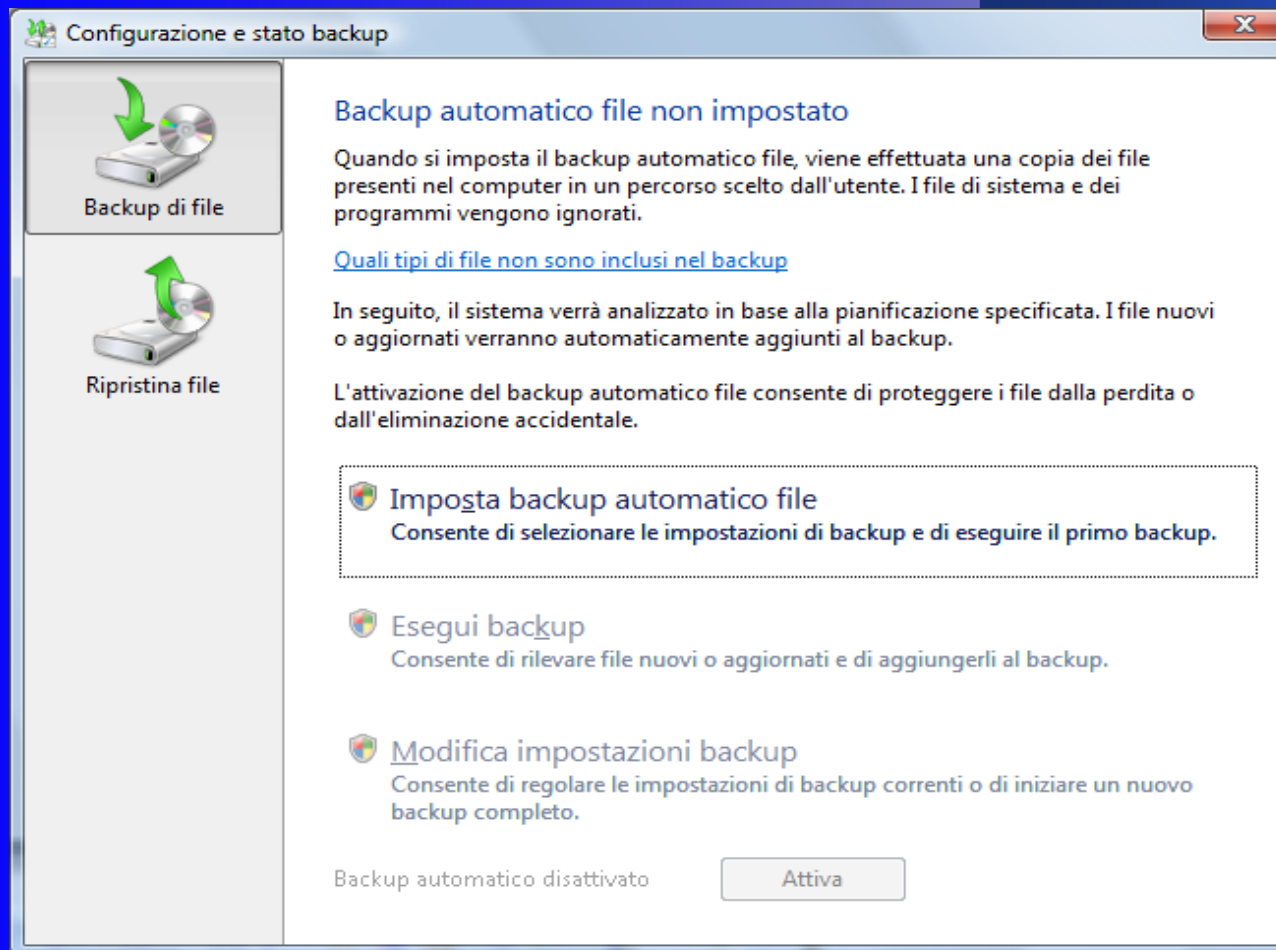 Configurazione e stato backup
Backup di file
Ripristina file
Backup automatico file non impostato
Quando si imposta il backup automatico file, viene effettuata una copia dei file
presenti nel computer in un percorso scelto dall'utente. I file di sistema e dei
programmi vengono ignorati.
Quali tipi di file non sono inclusi nel backup
In seguito, il sistema verrà analizzato in base alla pianificazione specificata. I file nuovi
o aggiornati verranno automaticamente aggiunti al backup.
L'attivazione del backup automatico file consente di proteggere i file dalla perdita o
dall'eliminazione accidentale.
Imposta backup automatico file
Consente di selezionare le impostazioni di backup e di eseguire il primo backup.
Esegui backup
Consente di rilevare file nuovi o aggiornati e di aggiungerli al backup.
Modifica impostazioni backup
Consente di regolare le impostazioni di backup correnti o di iniziare un nuovo
backup completo.
Backup automatico disattivato
Attiva